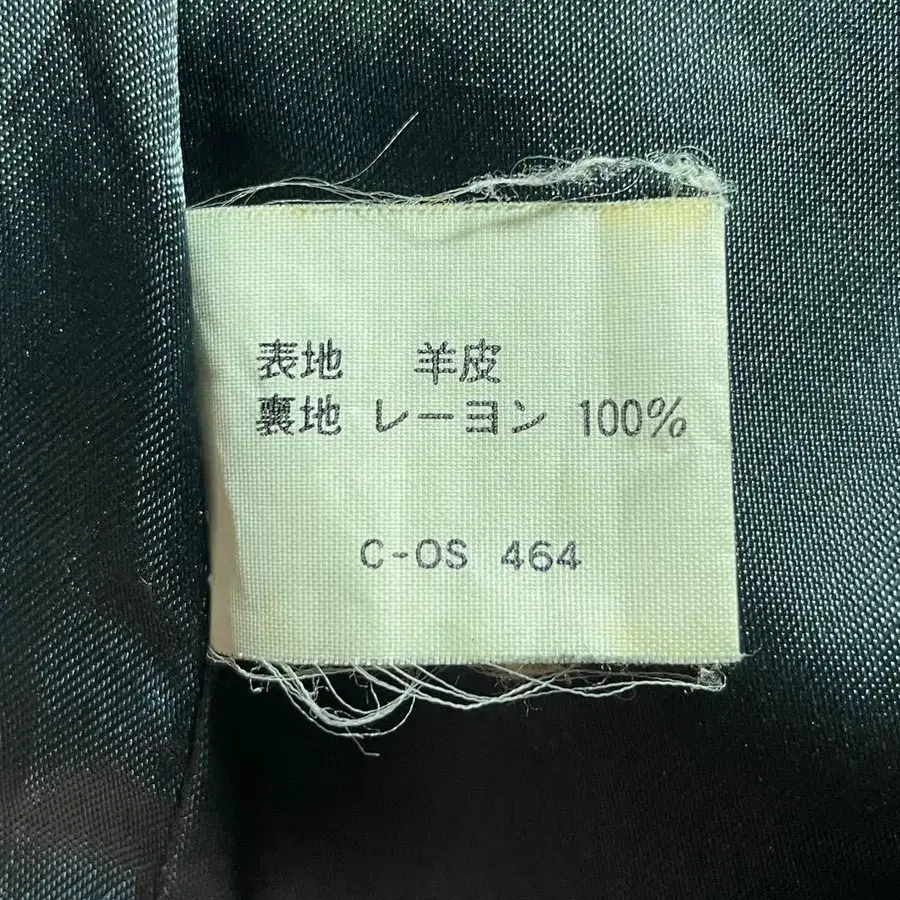 表地 羊皮
裏地 レーヨン 100%
C-OS 464